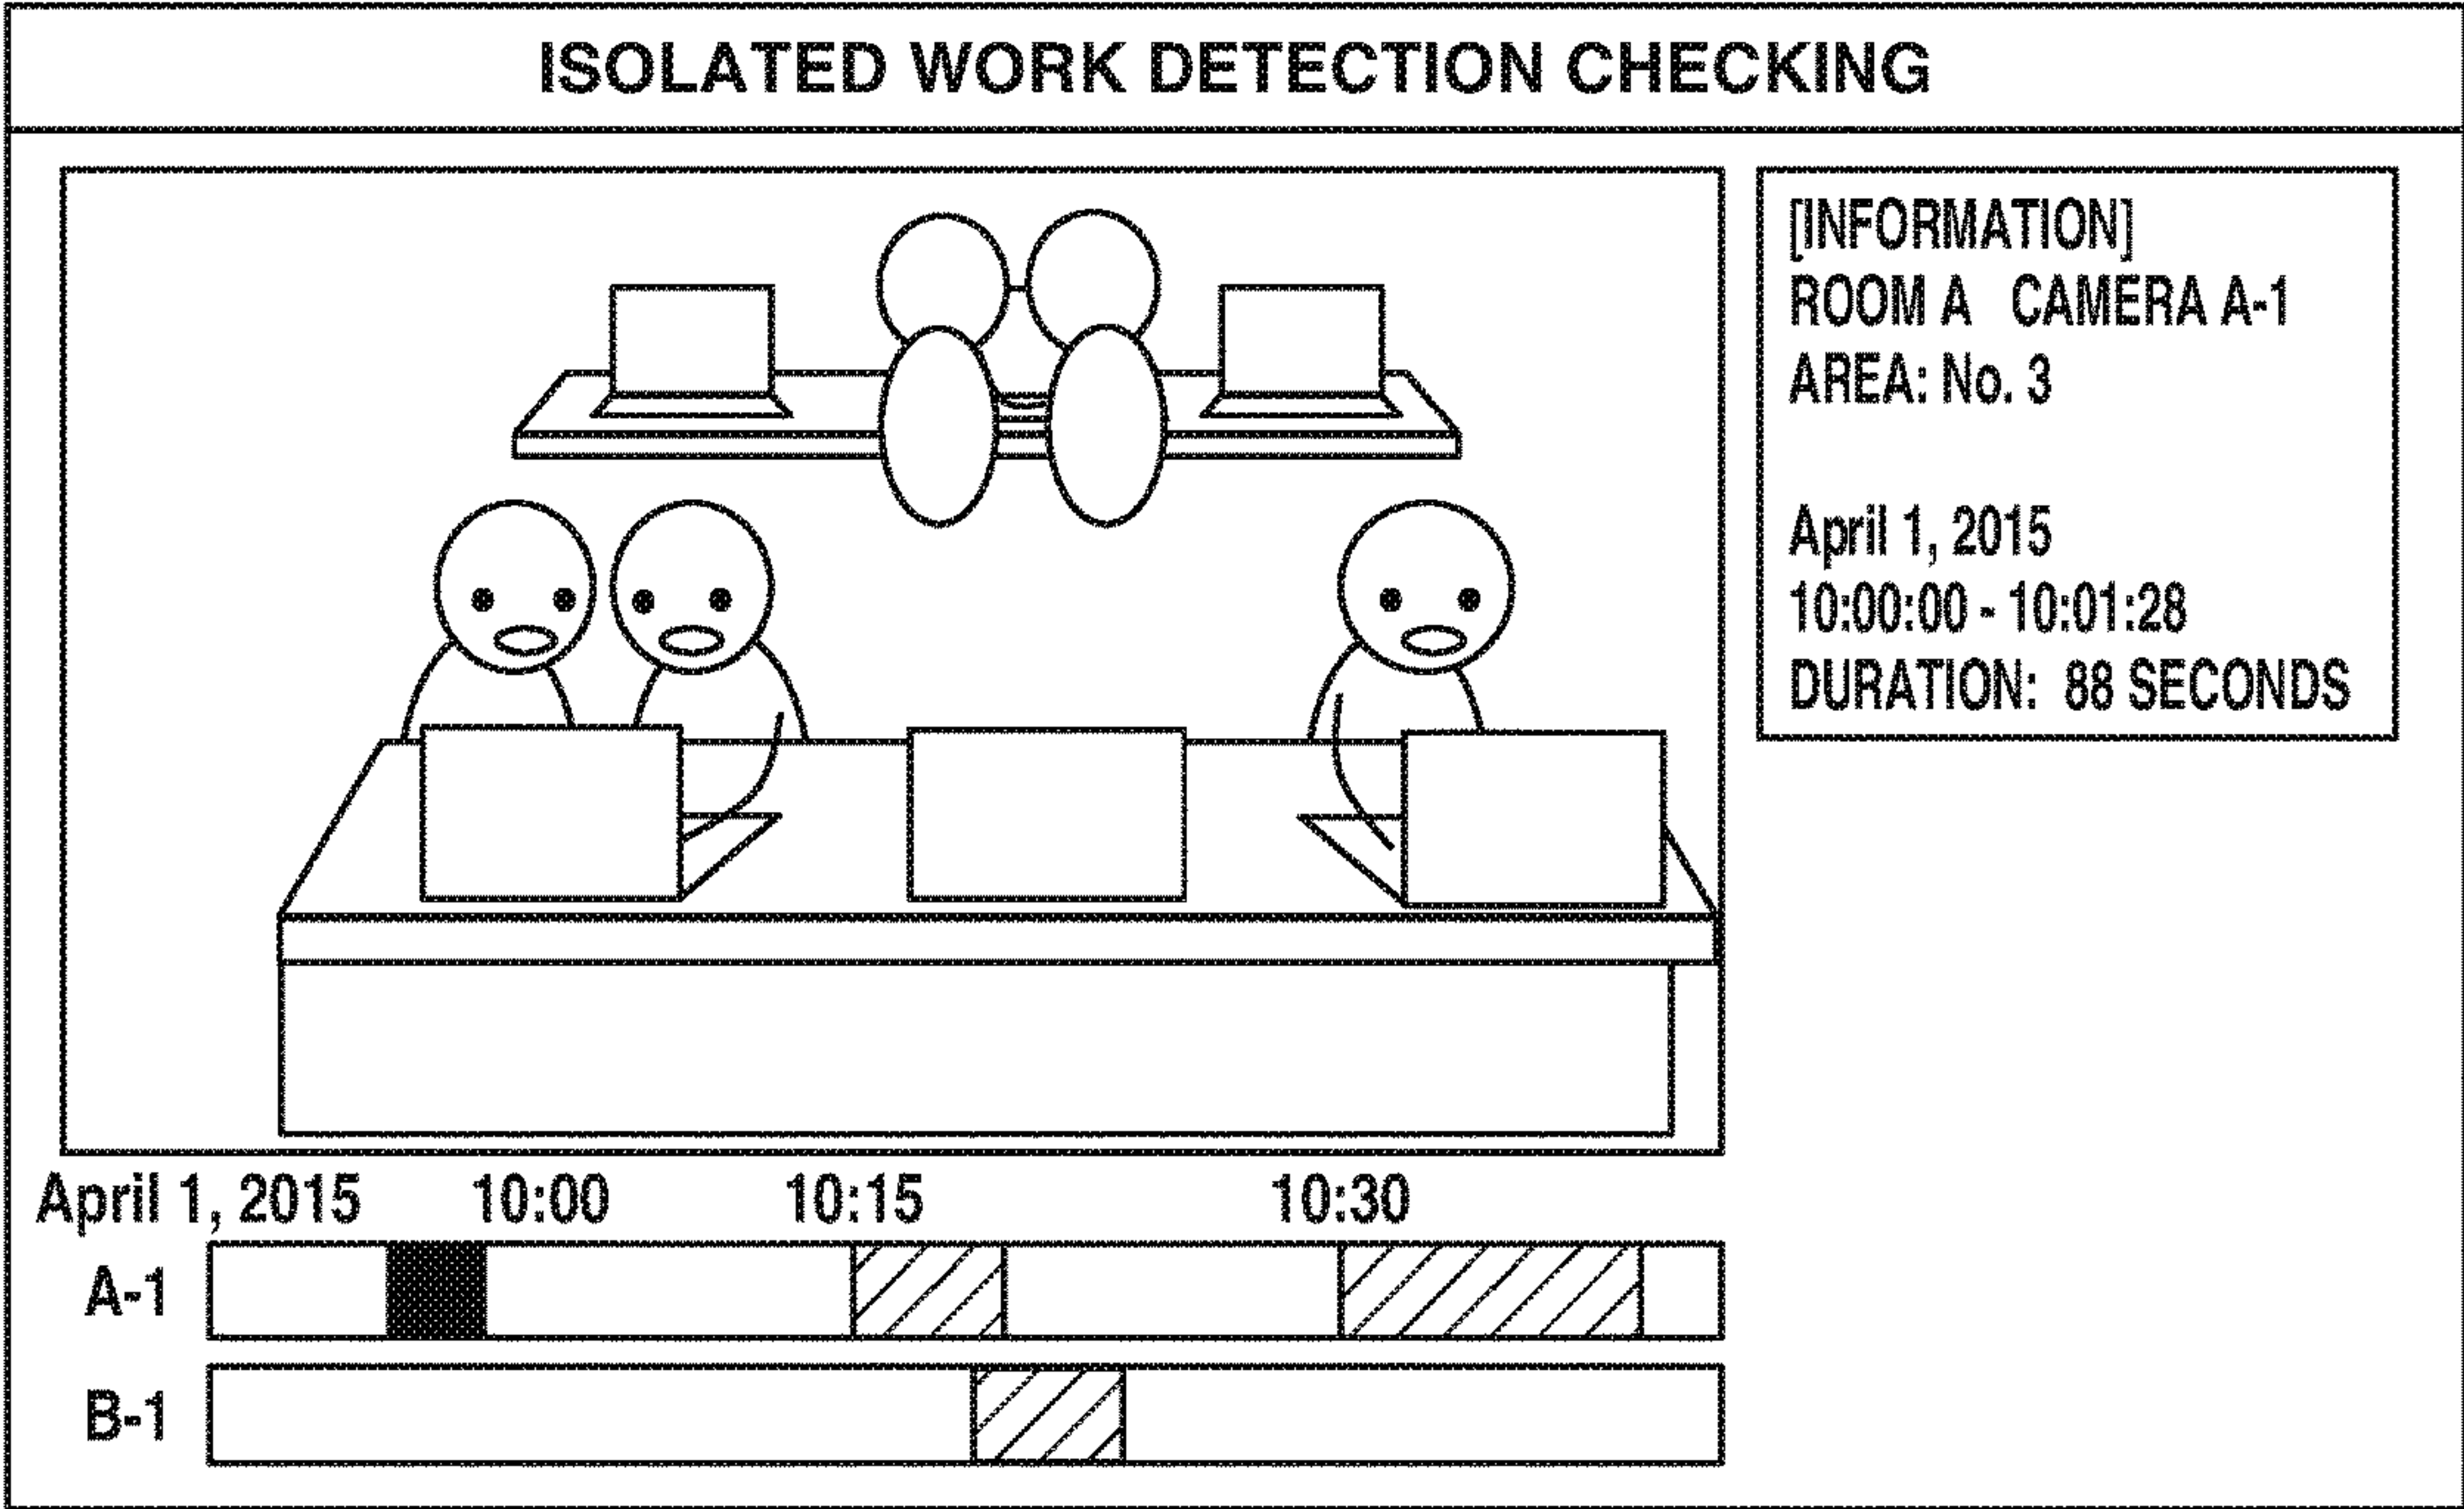 ISOLATED WORK DETECTION CHECKING
[INFORMATION]
ROOM A CAMERA A-1
AREA: No. 3
April 1, 2015
10:00:00 - 10:01:28
DURATION: 88 SECONDS
April 1, 2015 10:00 10:15 10:30
A-1
B-1